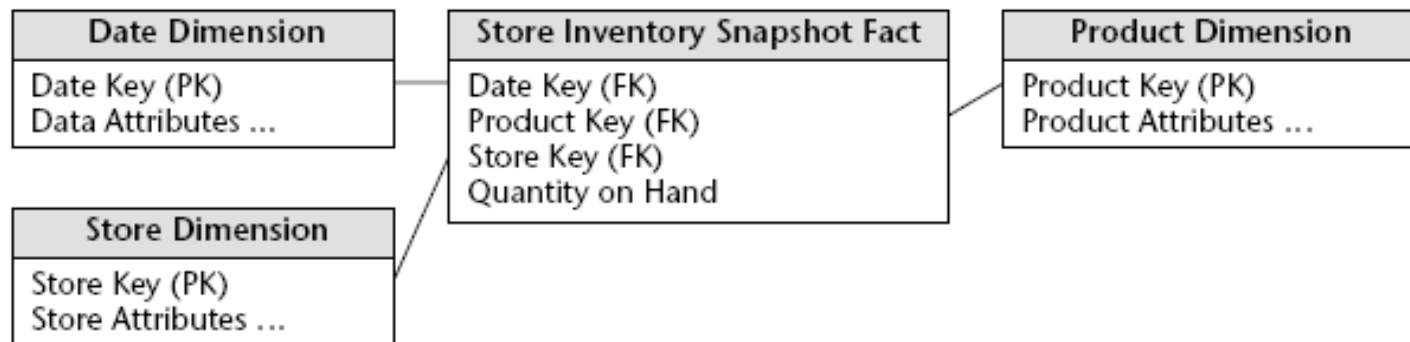 Date Dimension
Date Key (PK)
Data Attributes ...
Store Inventory Snapshot Fact
Date Key (FK)
Product Key (FK)
Store Key (FK)
Quantity on Hand
Product Dimension
Product Key (PK)
Product Attributes ...
Store Dimension
Store Key (PK)
Store Attributes ...